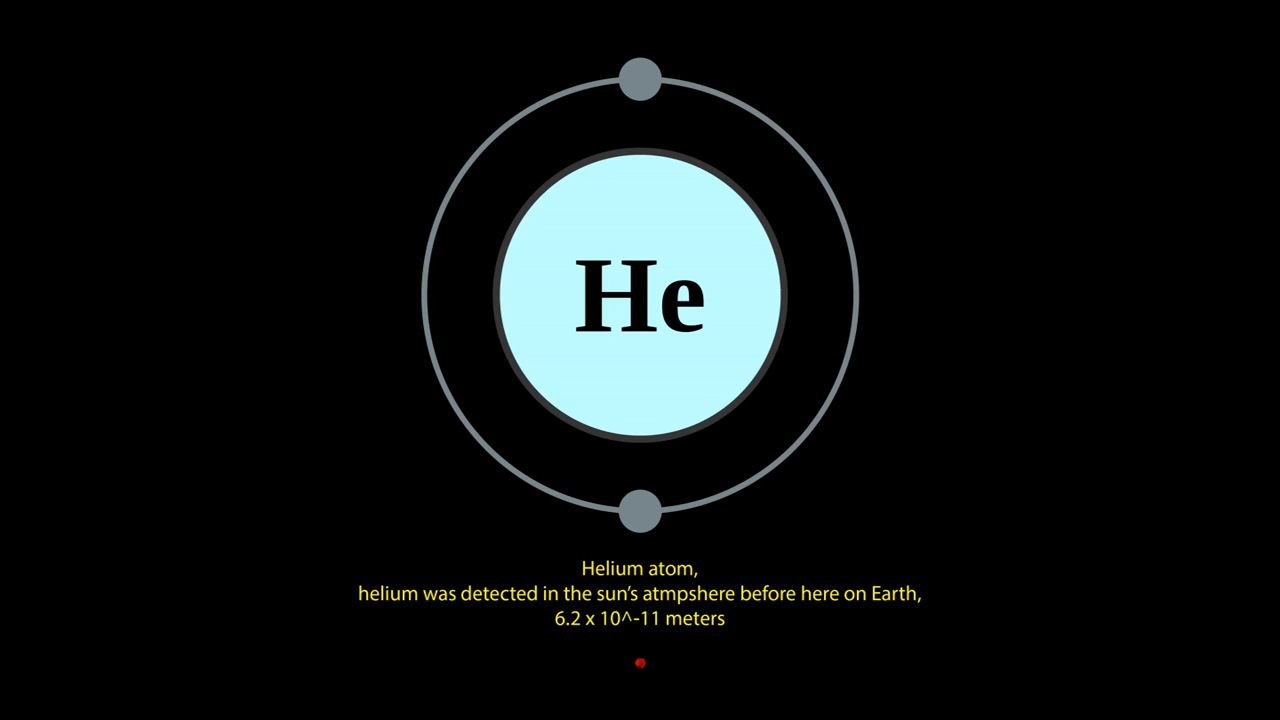 He
Helium atom,
helium was detected in the sun’s atmpshere before here on Earth,
6.2 x 10^-11 meters